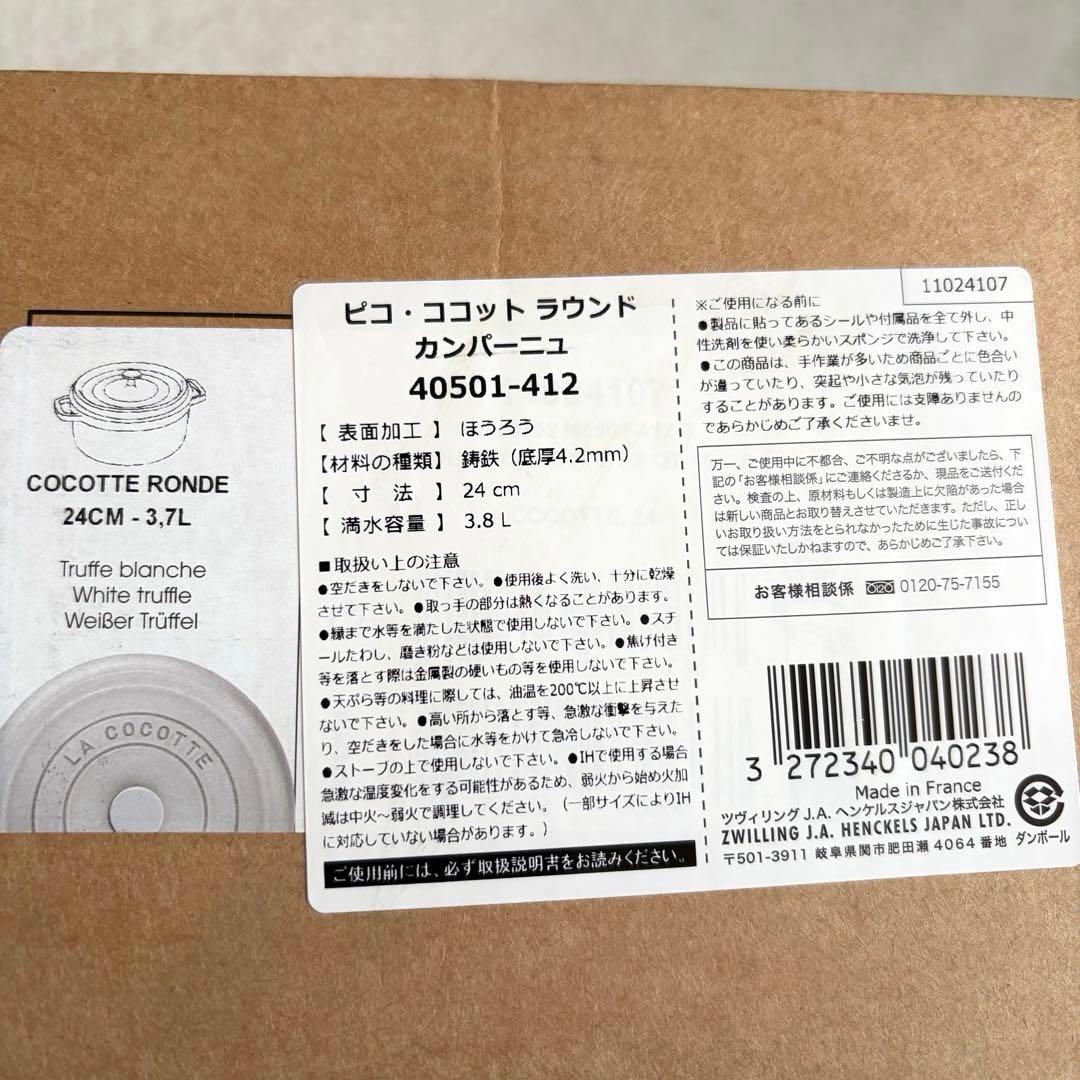 COCOTTE RONDE
24CM - 3,7L
Truffe blanche
White truffle
Weißer Trüffel
LA COCOTTE
ピコ・ココット ラウンド
カンパーニュ
40501-412
【 表面加工 】 ほうろう
【材料の種類】 鋳鉄（底厚4.2mm）
【 寸 法 】 24 cm
【 満水容量 】 3.8 L
■取扱い上の注意
●空だきをしないで下さい。●使用後よく洗い、十分に乾燥
させて下さい。●取っ手の部分は熱くなることがあります。
●縁まで水等を満たした状態で使用しないで下さい。●スチ
ールたわし、磨き粉などは使用しないで下さい。●焦げ付き
等を落とす際は金属製の硬いもの等を使用しないで下さい。
●天ぷら等の料理に際しては、油温を200℃以上に上昇させ
ないで下さい。●高い所から落とす等、急激な衝撃を与えた
り、空だきをした場合に水等をかけて急冷しないで下さい。
●ストーブの上で使用しないで下さい。●IHで使用する場合
急激な温度変化をする可能性があるため、弱火から始め火加
減は中火～弱火で調理してください。（一部サイズによりIH
に対応していない場合があります。）
ご使用前には、必ず取扱説明書をお読みください。
11024107
※ご使用になる前に
●製品に貼ってあるシールや付属品を全て外し、中
性洗剤を使い柔らかいスポンジで洗浄して下さい。
●この商品は、手作業が多いため商品ごとに色合い
が違っていたり、突起や小さな気泡が残っていたり
することがあります。ご使用には支障ありませんの
であらかじめご了承くださいませ。
万一、ご使用中に不都合、ご不明な点がございましたら、下
記の「お客様相談係」にご連絡くださるか、現品をご送付くだ
さい。検査の上、原材料もしくは製造上に欠陥があった場合
は新しい商品とお取替えさせていただきます。ただし、正し
いお取り扱い方法をとられなかったために生じた事故につい
ては保証いたしかねますので、あらかじめご了承下さい。
お客様相談係 0120-75-7155
3 272340 040238
Made in France
ツヴィリング J.A. ヘンケルスジャパン株式会社
ZWILLING J.A. HENCKELS JAPAN LTD.
〒501-3911 岐阜県関市肥田瀬 4064 番地
ダンボール